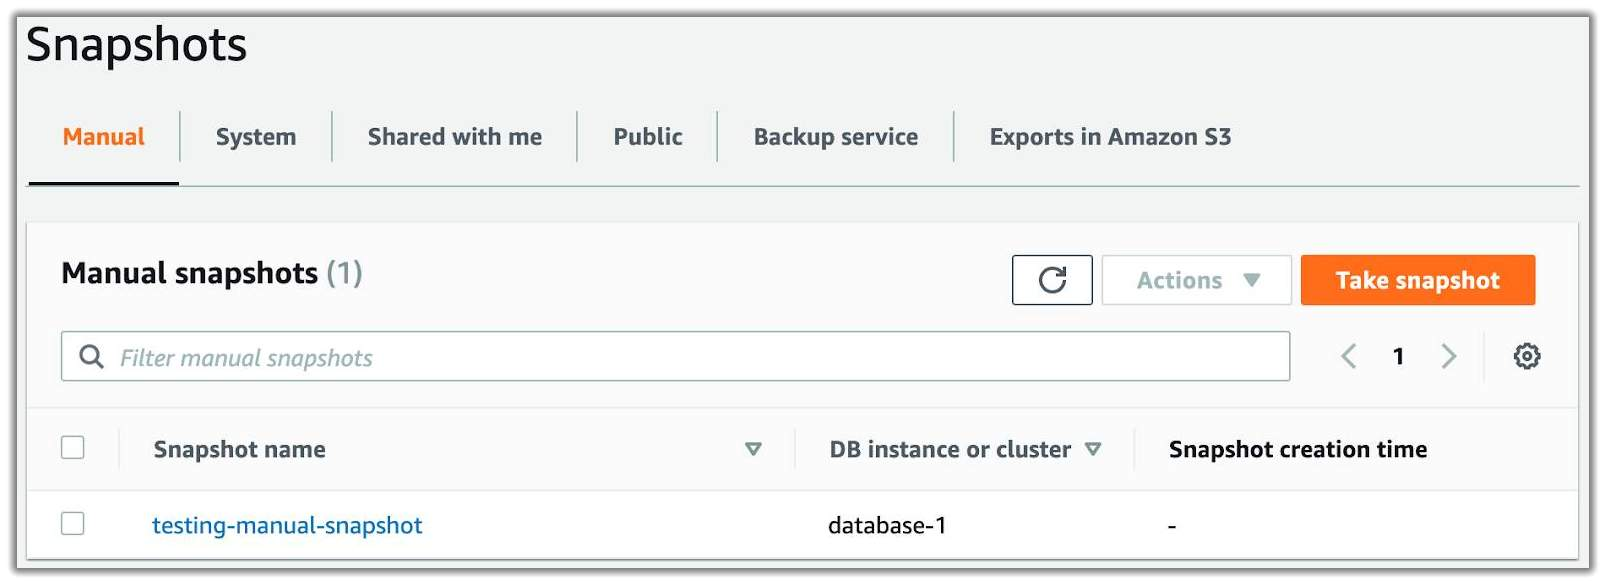 Snapshots
Manual System Shared with me Public Backup service Exports in Amazon S3
Manual snapshots (1)
Actions Take snapshot
Filter manual snapshots 1
Snapshot name DB instance or cluster Snapshot creation time
testing-manual-snapshot database-1 -